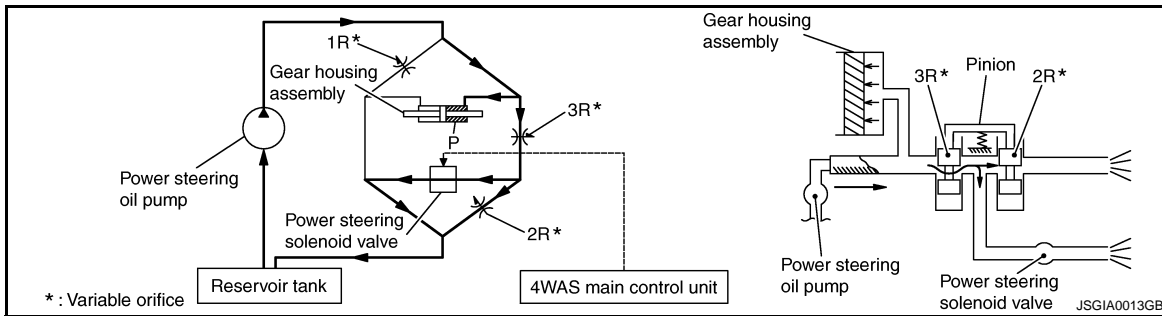 1R*
Gear housing
assembly
P
3R*
Power steering
oil pump
Power steering
solenoid valve
2R*
Reservoir tank
4WAS main control unit
* : Variable orifice
Gear housing
assembly
Pinion
3R*
2R*
Power steering
oil pump
Power steering
solenoid valve
JSGIA0013GB